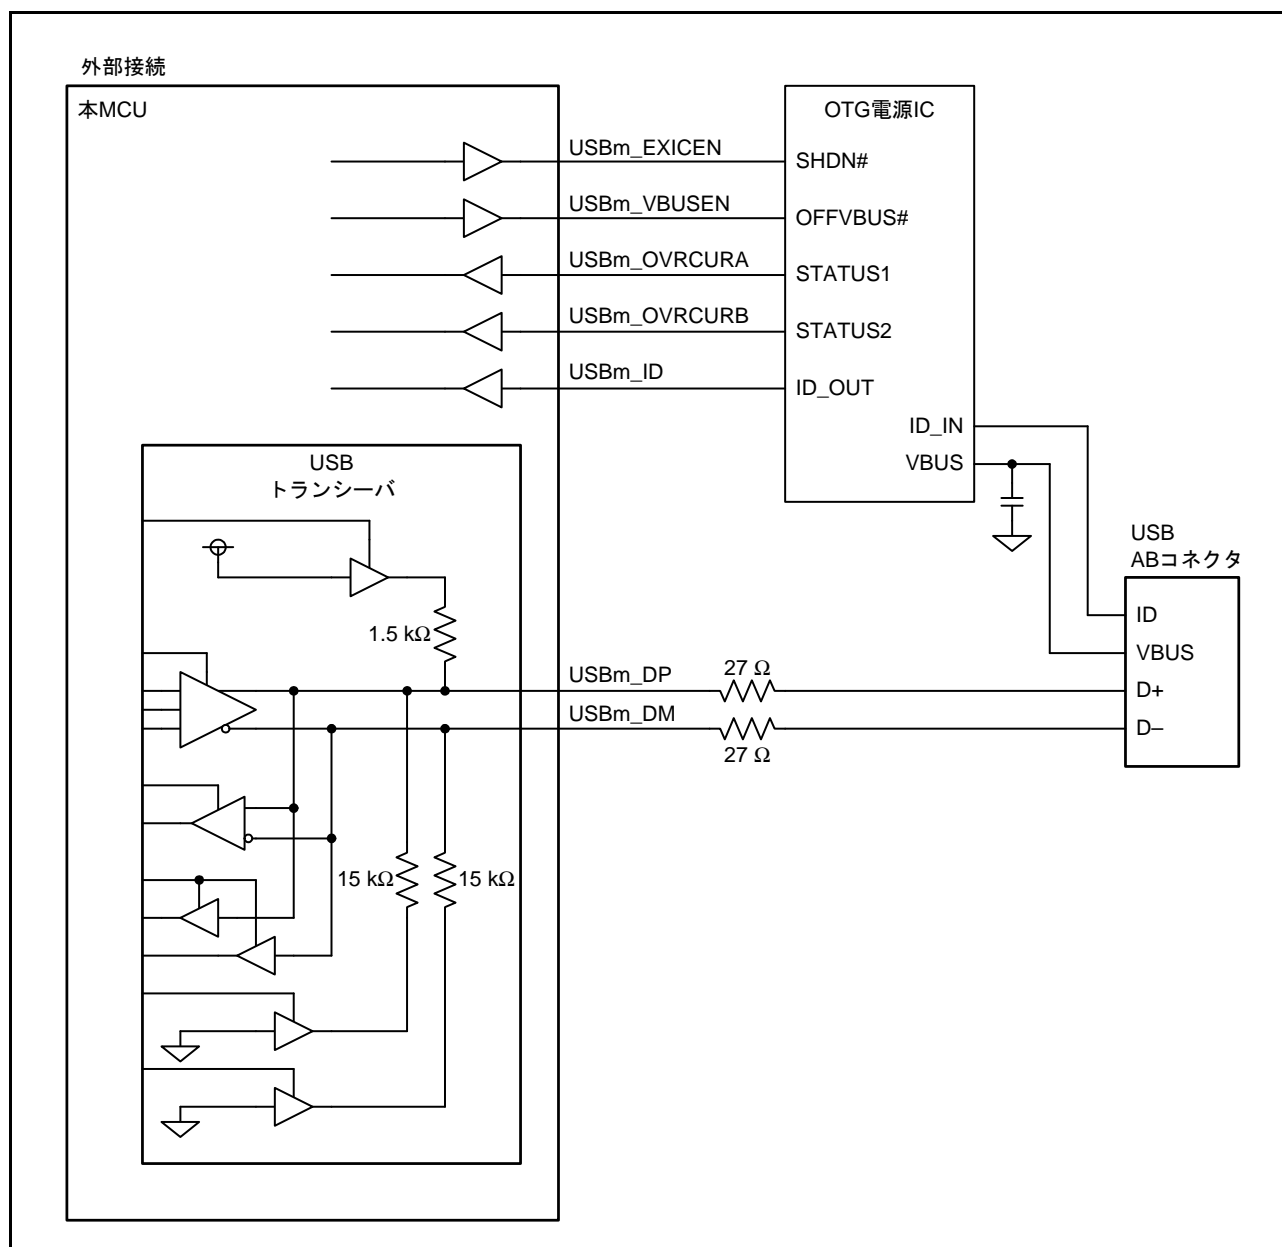 外部接続
本MCU
OTG電源IC
USBm_EXICEN
SHDN#
USBm_VBUSEN
OFFVBUS#
USBm_OVRCURA
STATUS1
USBm_OVRCURB
STATUS2
USBm_ID
ID_OUT
ID_IN
VBUS
USB
トランシーバ
USB
ABコネクタ
ID
VBUS
1.5 kΩ
USBm_DP
27 Ω
D+
USBm_DM
27 Ω
D–
15 kΩ
15 kΩ